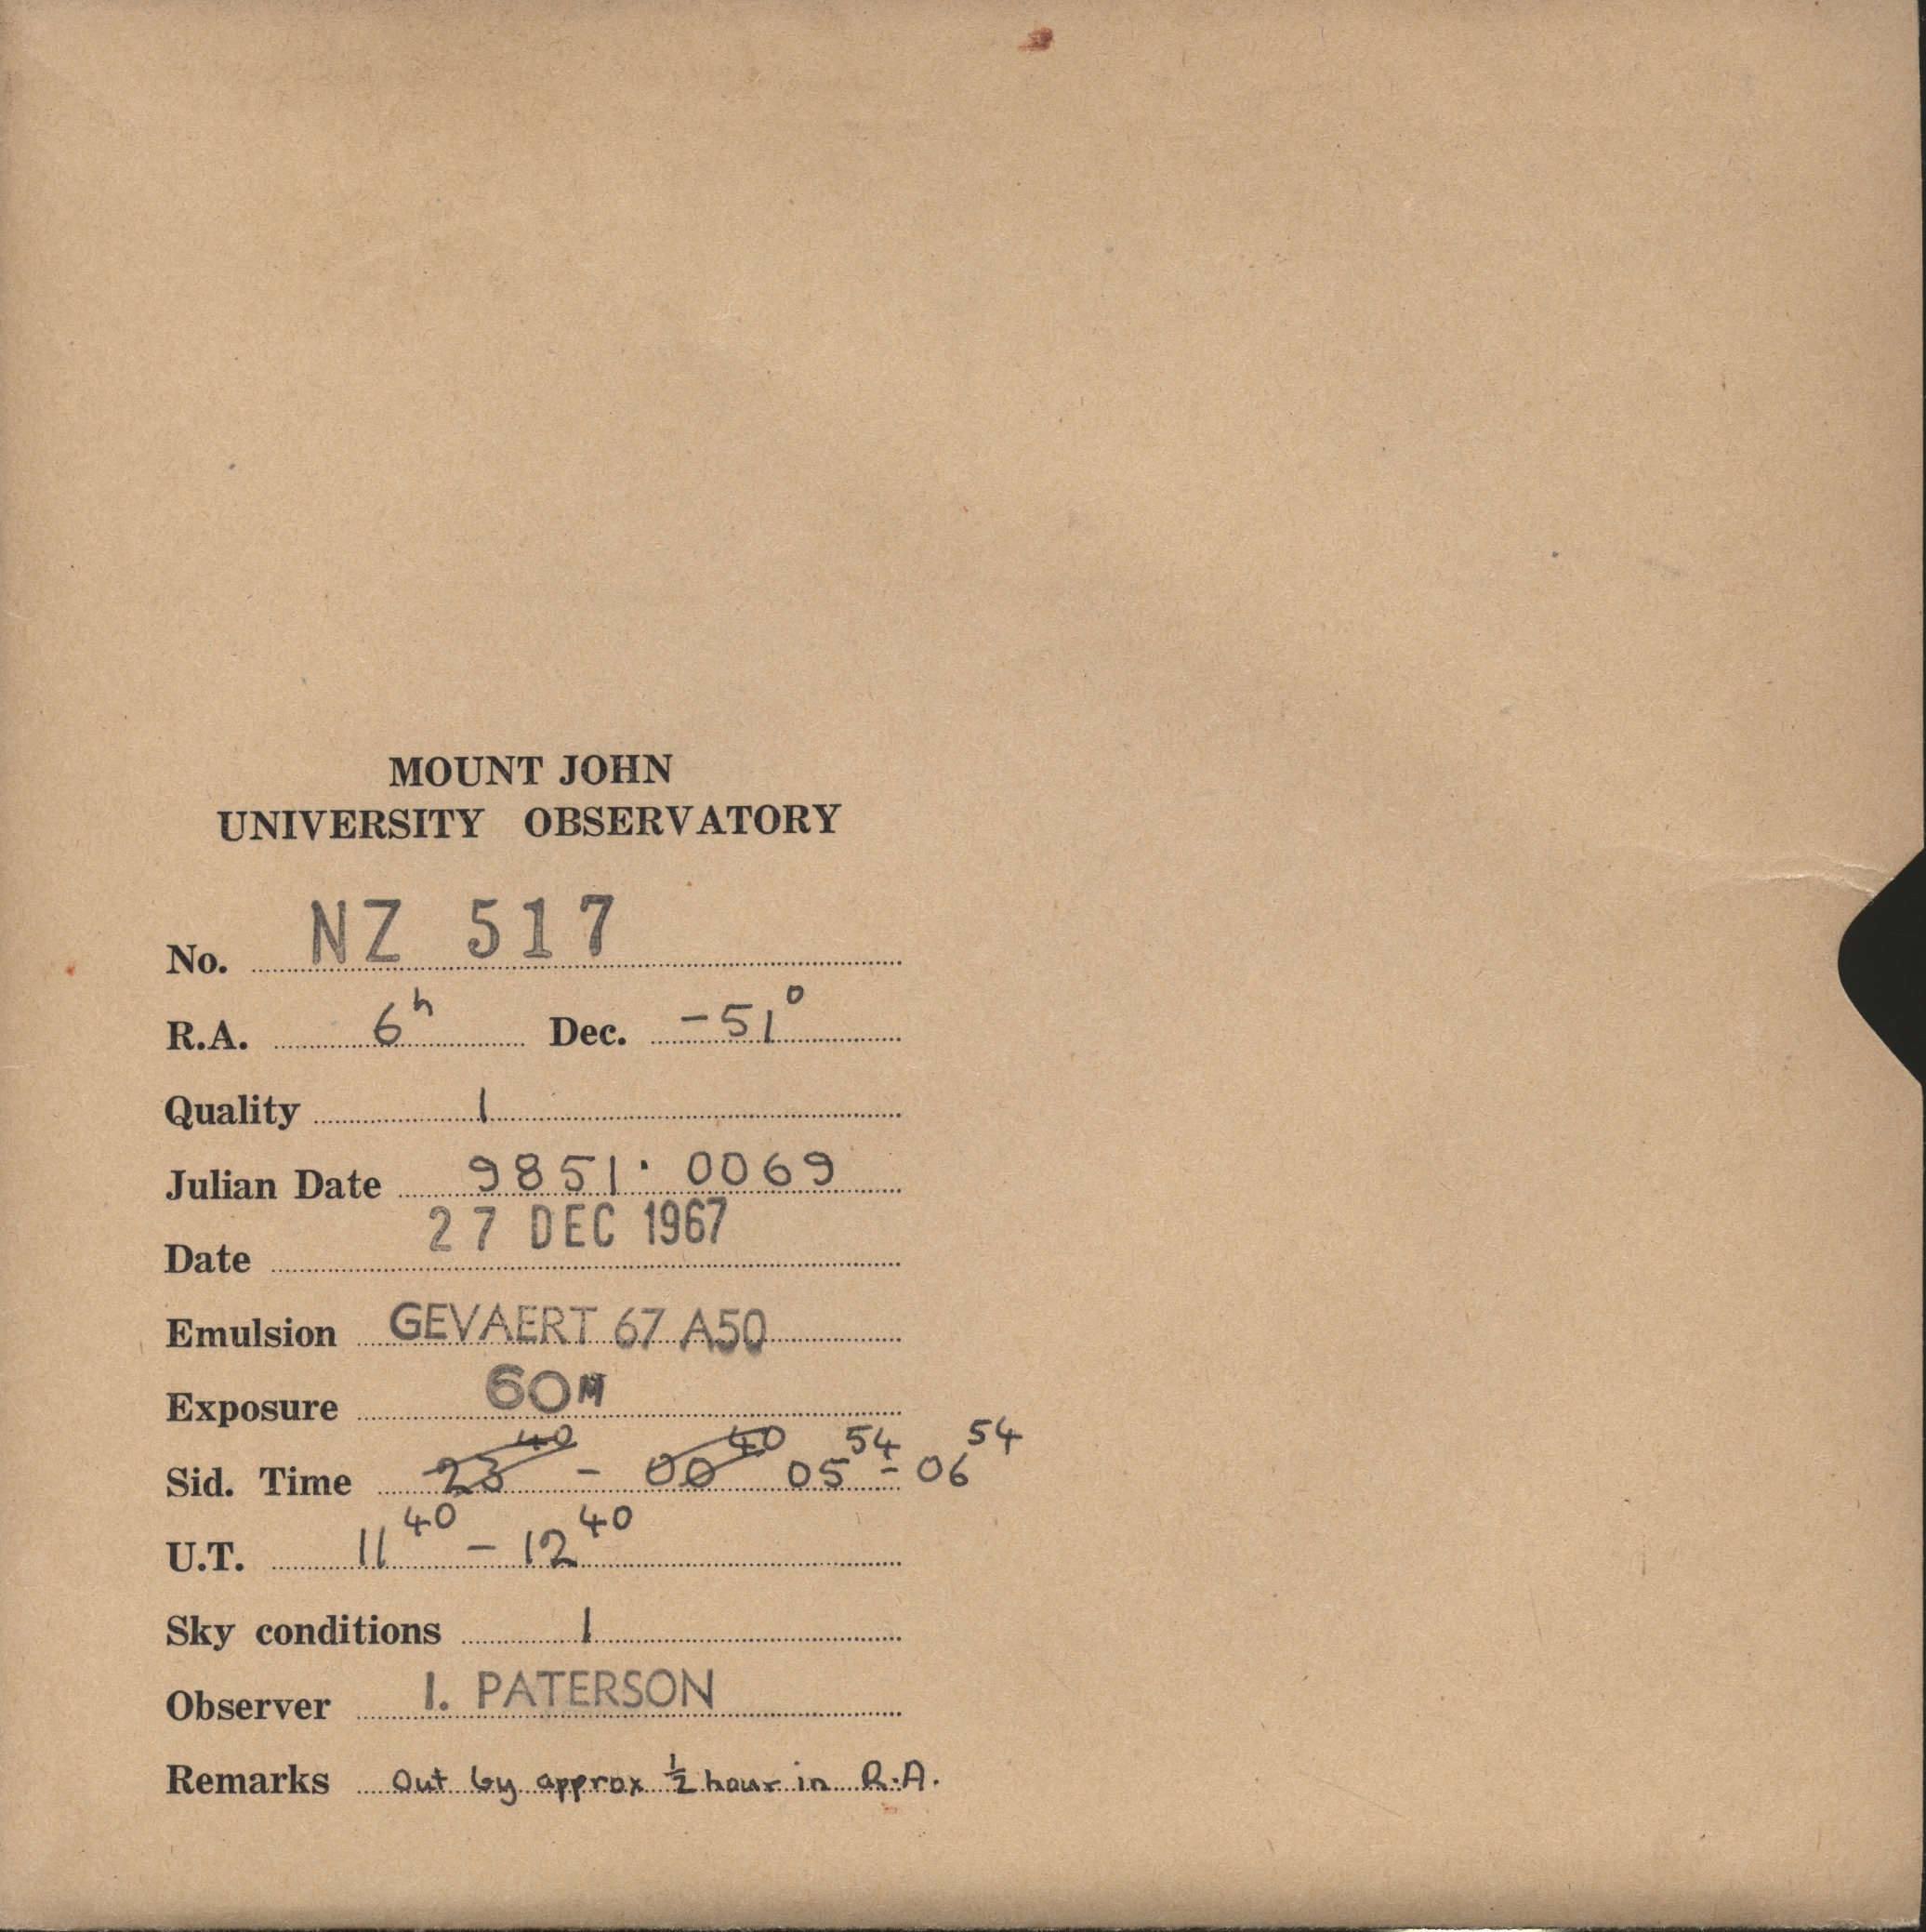 MOUNT JOHN
UNIVERSITY OBSERVATORY
No. NZ 517
R.A. 6h Dec. -51°
Quality 1
Julian Date 9851.0069
Date 27 DEC 1967
Emulsion GEVAERT 67 A50
Exposure 60M
Sid. Time 23 40 - 00 40 05 54 - 06 54
U.T. 11 40 - 12 40
Sky conditions 1
Observer I. PATERSON
Remarks Out by approx ½ hour in R.A.